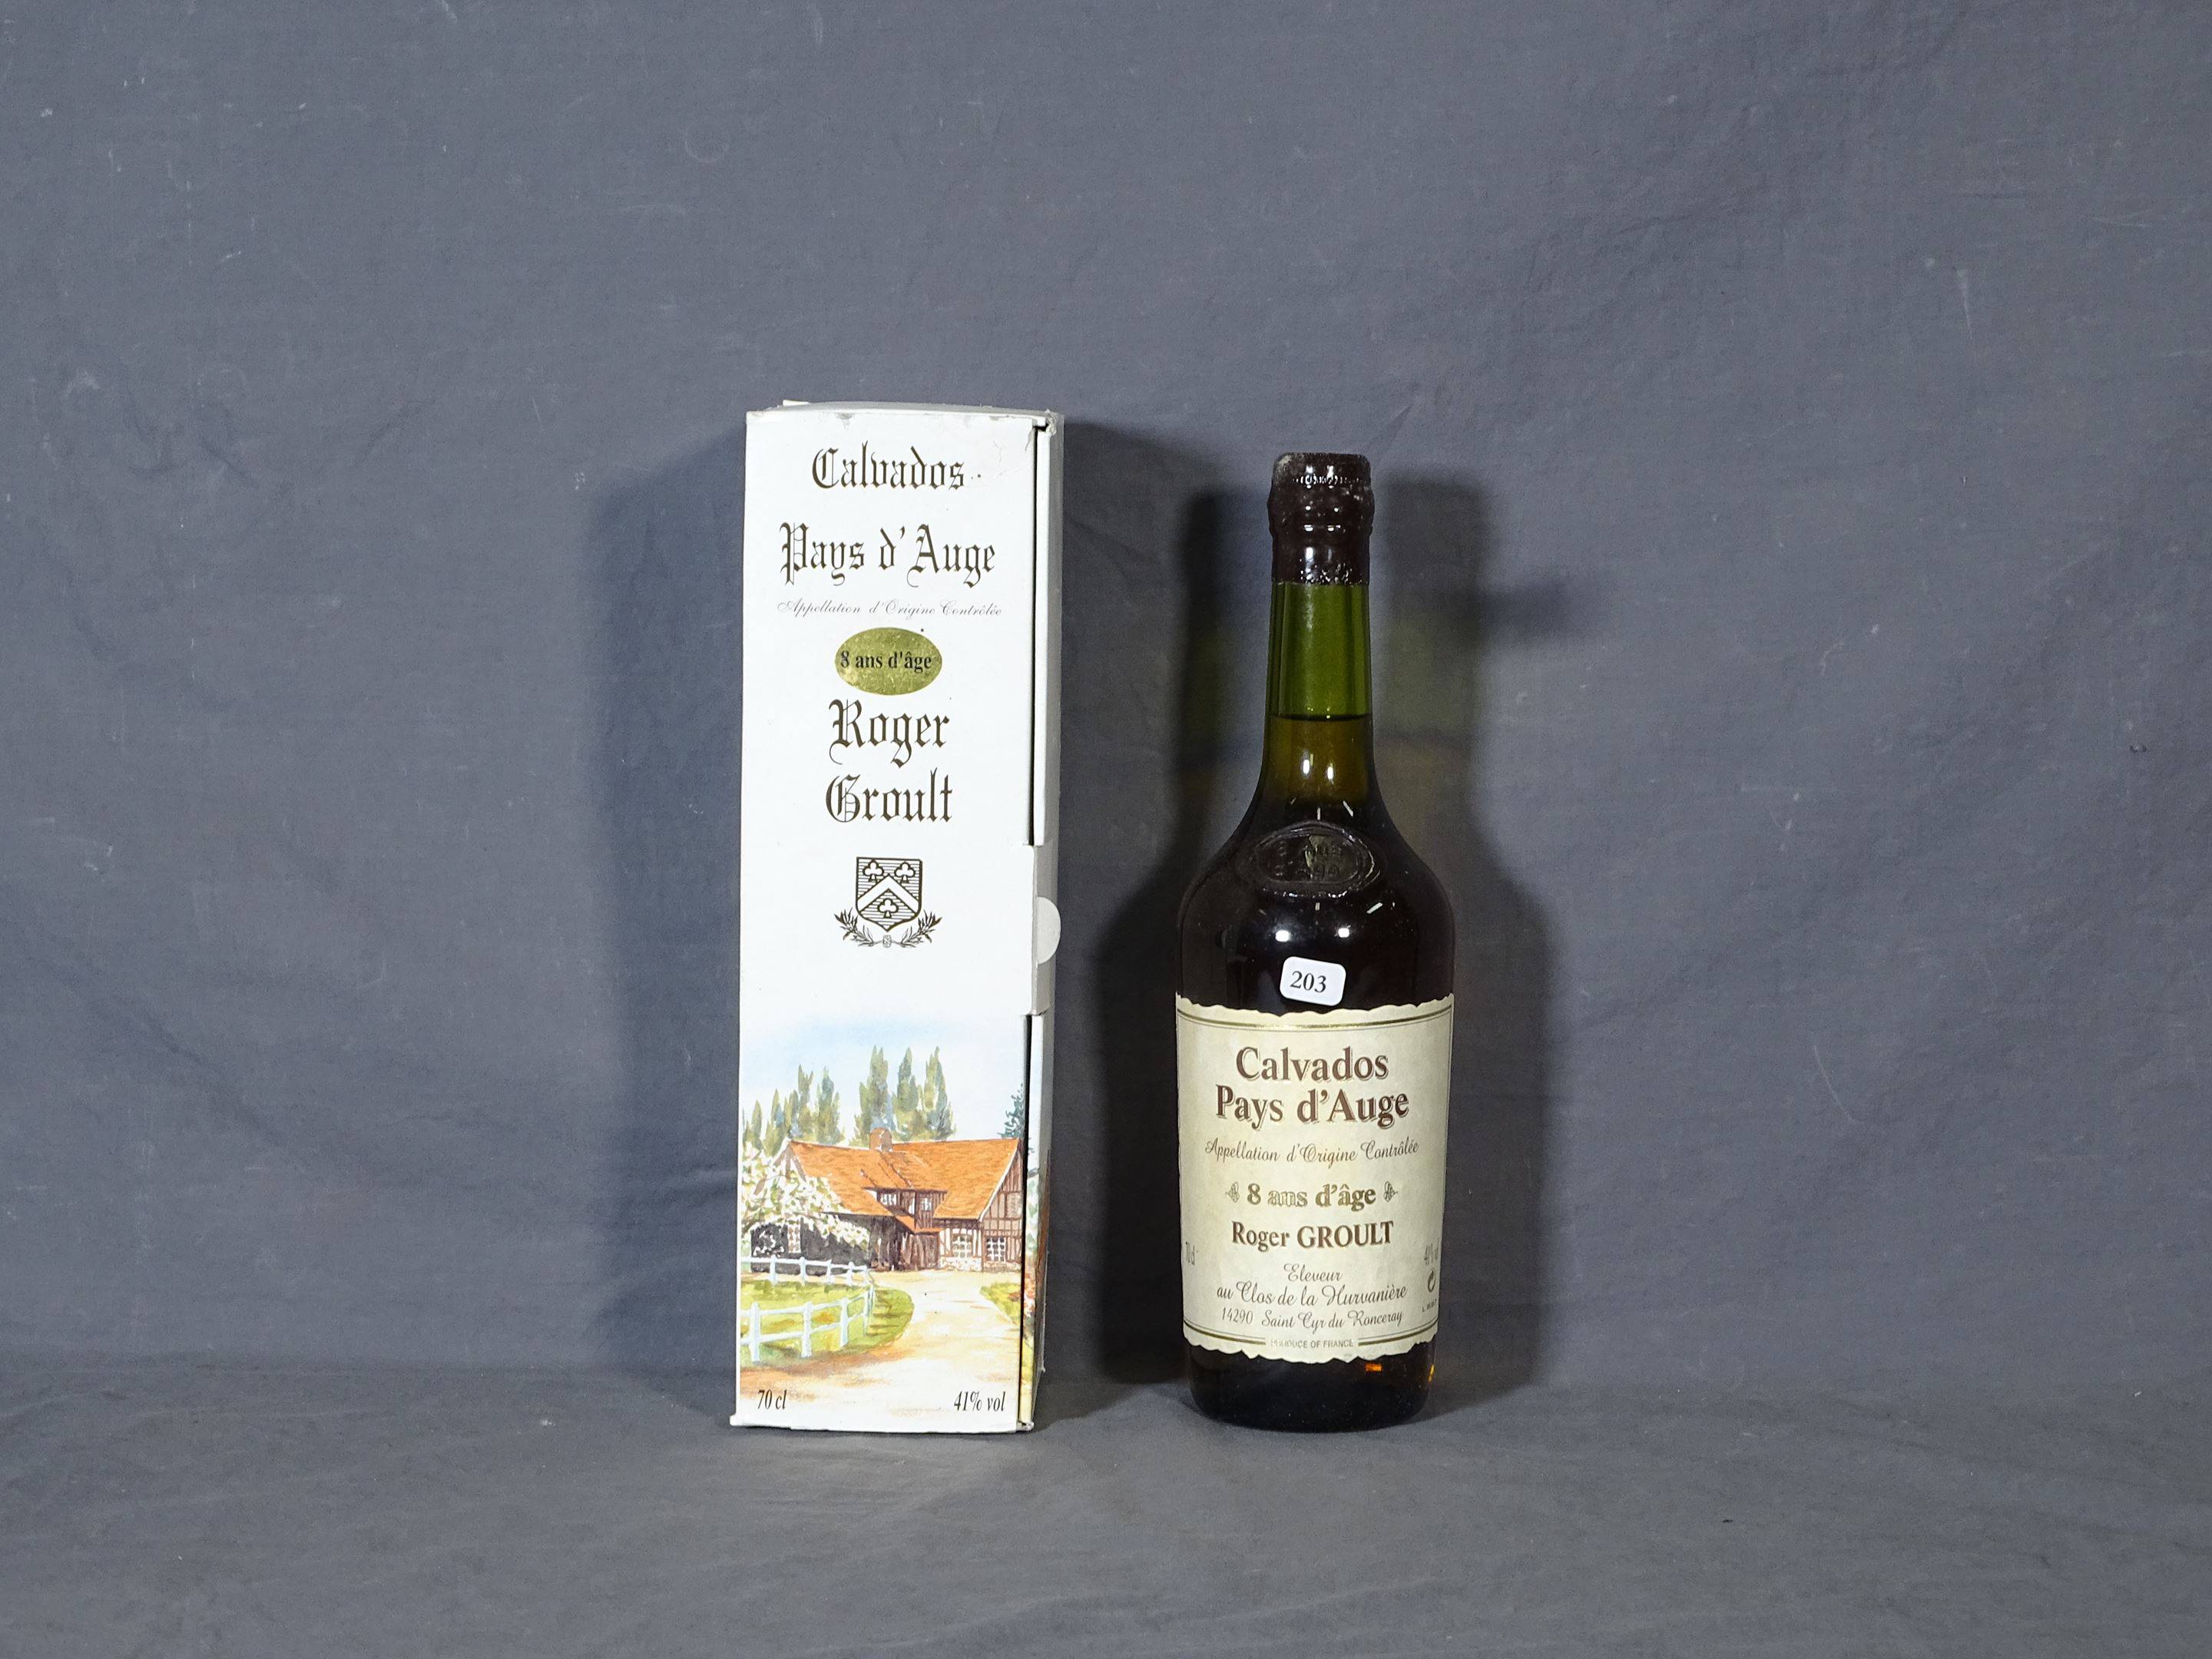 Calvados
Pays d'Auge
Appellation d'Origine Contrôlée
8 ans d'âge
Roger
Groult
70 cl
41% vol
203
Calvados
Pays d'Auge
Appellation d'Origine Contrôlée
8 ans d'âge
Roger GROULT
Eleveur
au Clos de la Hurvanière
14290 Saint Cyr du Ronceray
PRODUCE OF FRANCE